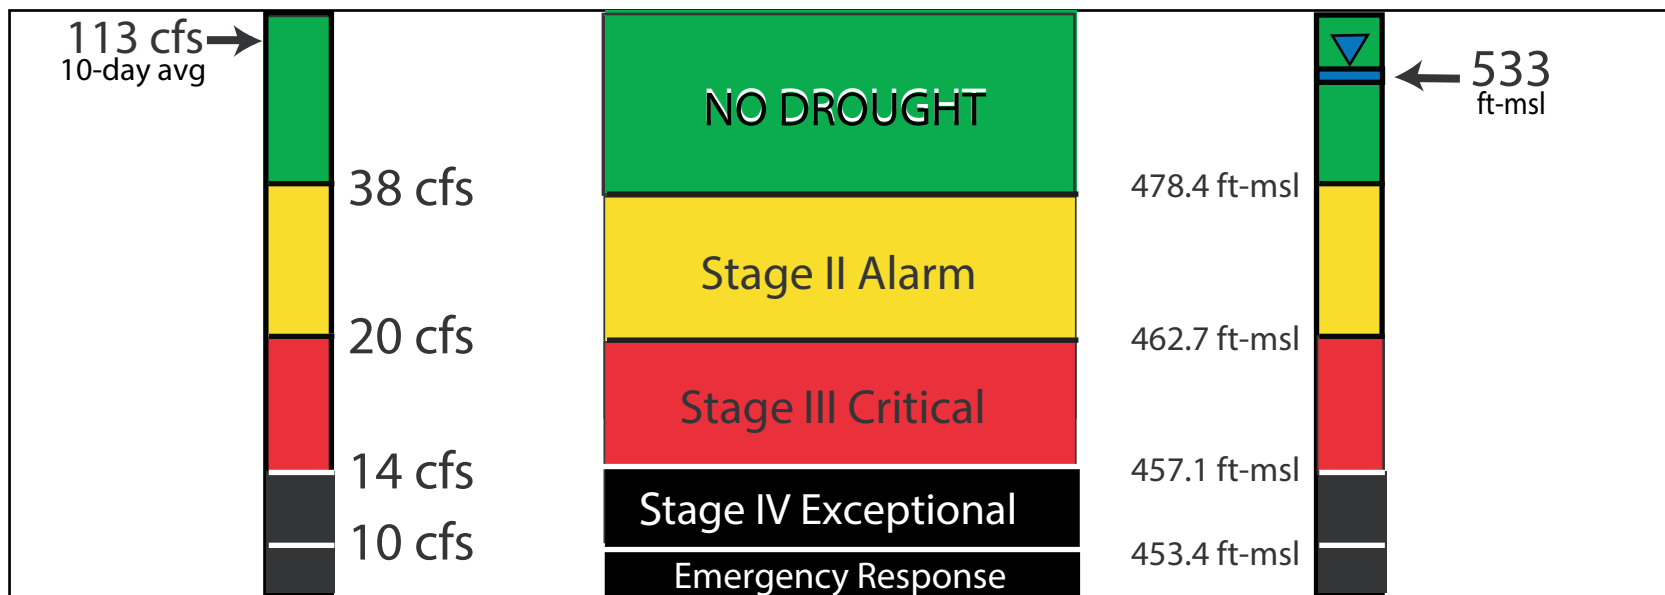 113 cfs
10-day avg
38 cfs
20 cfs
14 cfs
10 cfs
NO DROUGHT
Stage II Alarm
Stage III Critical
Stage IV Exceptional
Emergency Response
533
ft-msl
478.4 ft-msl
462.7 ft-msl
457.1 ft-msl
453.4 ft-msl